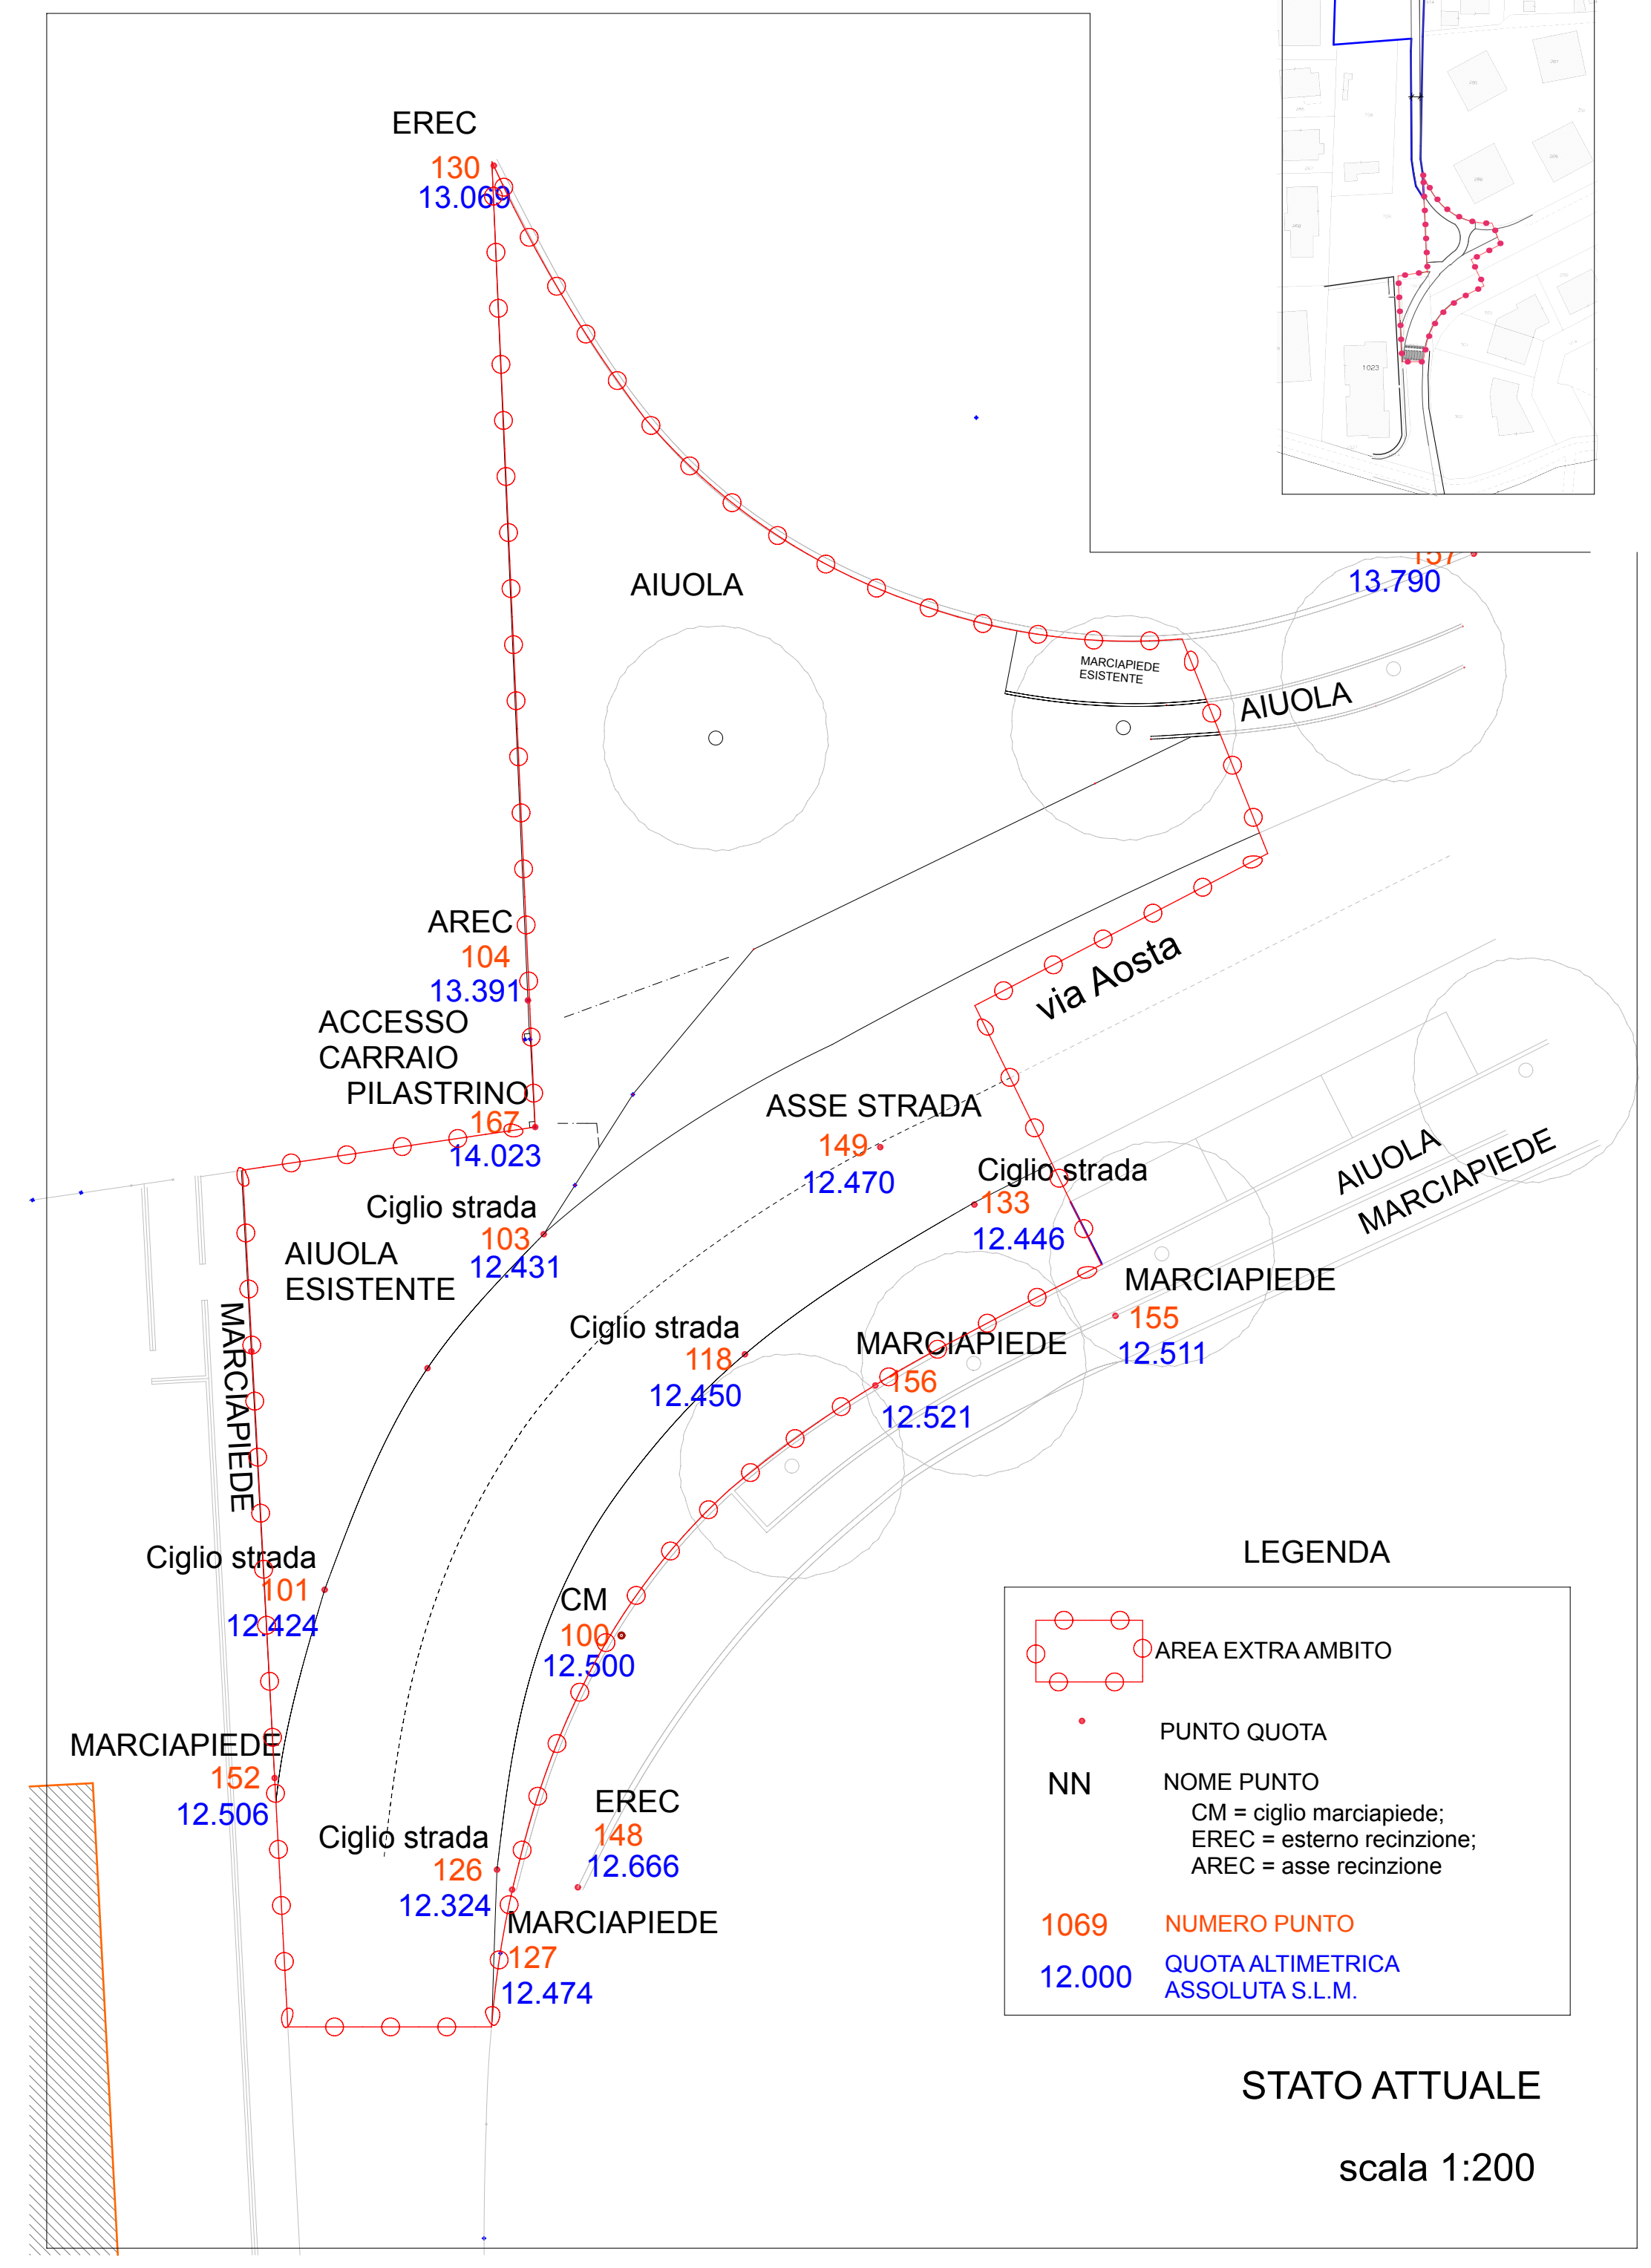 EREC
130
13.069
1023
157
13.790
AIUOLA
MARCIAPIEDE
ESISTENTE
AIUOLA
AREC
104
13.391
ACCESSO
CARRAIO
PILASTRINO
167
14.023
via Aosta
ASSE STRADA
149
12.470
Ciglio strada
133
12.446
AIUOLA
MARCIAPIEDE
Ciglio strada
103
12.431
AIUOLA
ESISTENTE
MARCIAPIEDE
MARCIAPIEDE
155
12.511
Ciglio strada
118
12.450
MARCIAPIEDE
156
12.521
Ciglio strada
101
12.424
CM
100
12.500
MARCIAPIEDE
152
12.506
EREC
148
12.666
Ciglio strada
126
12.324
MARCIAPIEDE
127
12.474
LEGENDA
AREA EXTRA AMBITO
PUNTO QUOTA
NN NOME PUNTO
CM = ciglio marciapiede;
EREC = esterno recinzione;
AREC = asse recinzione
1069 NUMERO PUNTO
12.000 QUOTA ALTIMETRICA
ASSOLUTA S.L.M.
STATO ATTUALE
scala 1:200